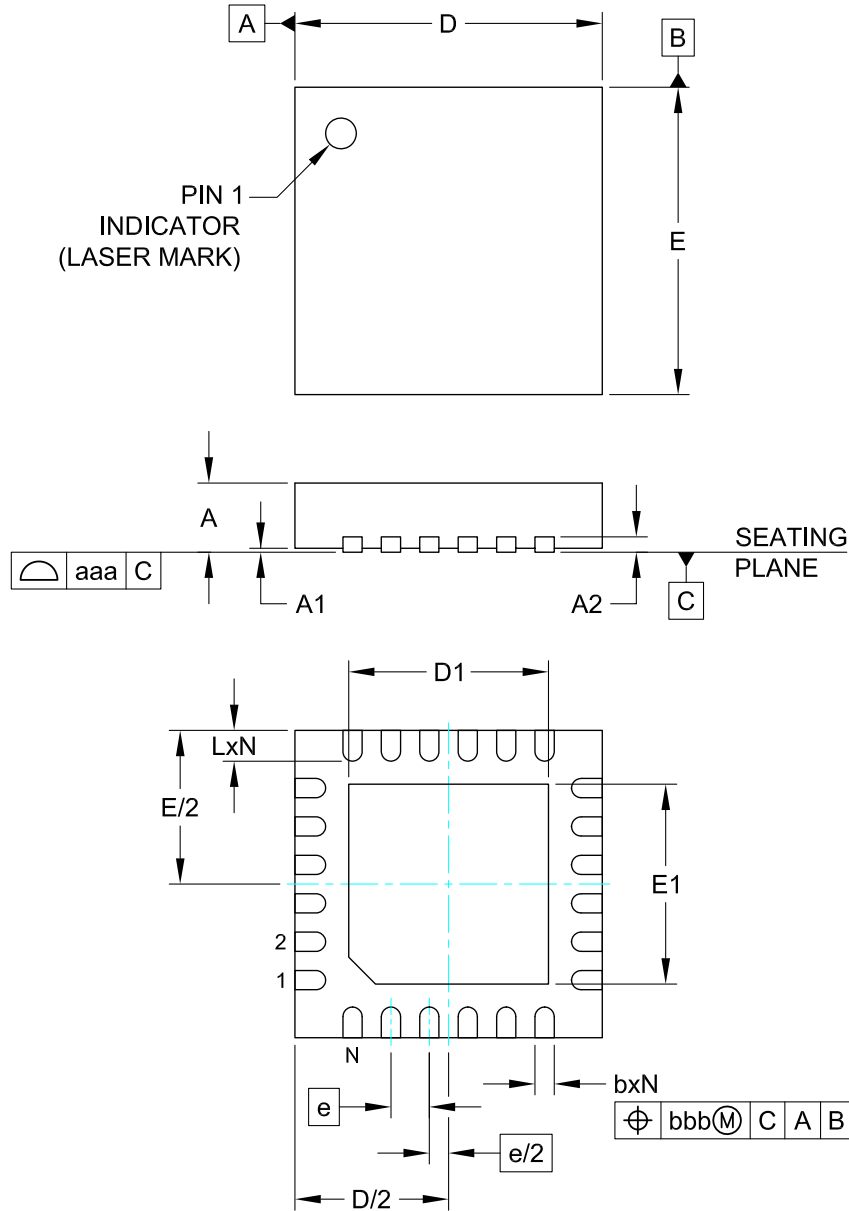 A
D
B
PIN 1
INDICATOR
(LASER MARK)
E
A
SEATING
PLANE
aaa C
A1
A2
C
D1
LxN
E/2
E1
2
1
N
bxN
e
bbbⓂ C A B
e/2
D/2